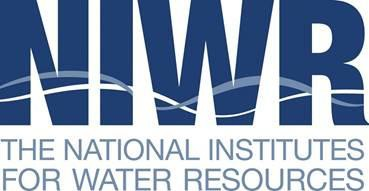 NIWR
THE NATIONAL INSTITUTES
FOR WATER RESOURCES